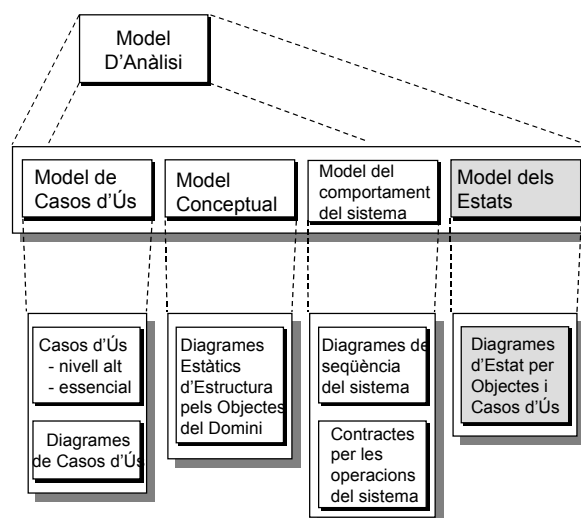 Model
D'Anàlisi
Model de
Casos d'Ús
Model
Conceptual
Model del
comportament
del sistema
Model dels
Estats
Casos d'Ús
- nivell alt
- essencial
Diagrames
de Casos d'Ús
Diagrames
Estàtics
d'Estructura
pels Objectes
del Domini
Diagrames de
seqüència
del sistema
Contractes
per les
operacions
del sistema
Diagrames
d'Estat per
Objectes i
Casos d'Ús